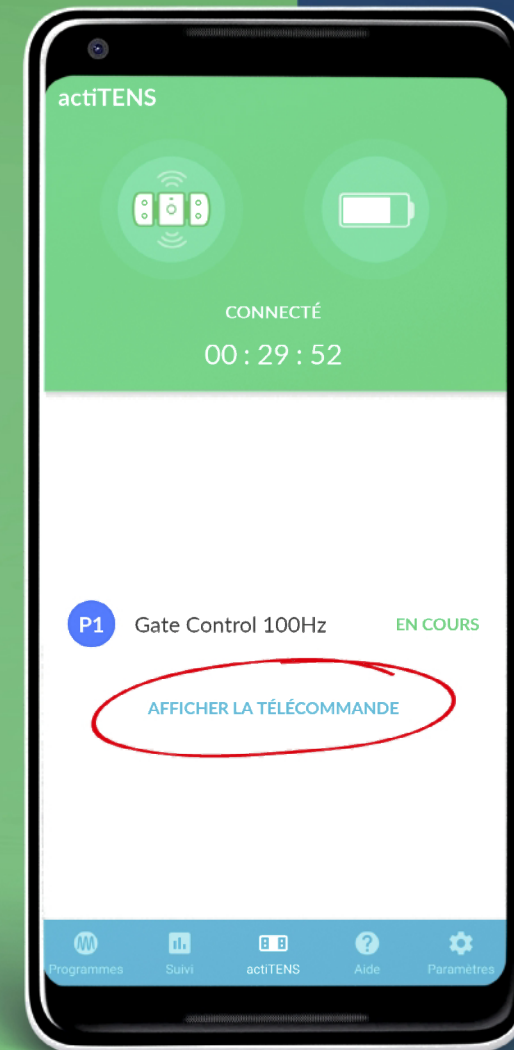 actiTENS
CONNECTÉ
00 : 29 : 52
P1 Gate Control 100Hz EN COURS
AFFICHER LA TÉLÉCOMMANDE
Programmes Suivi actiTENS Aide Paramètres